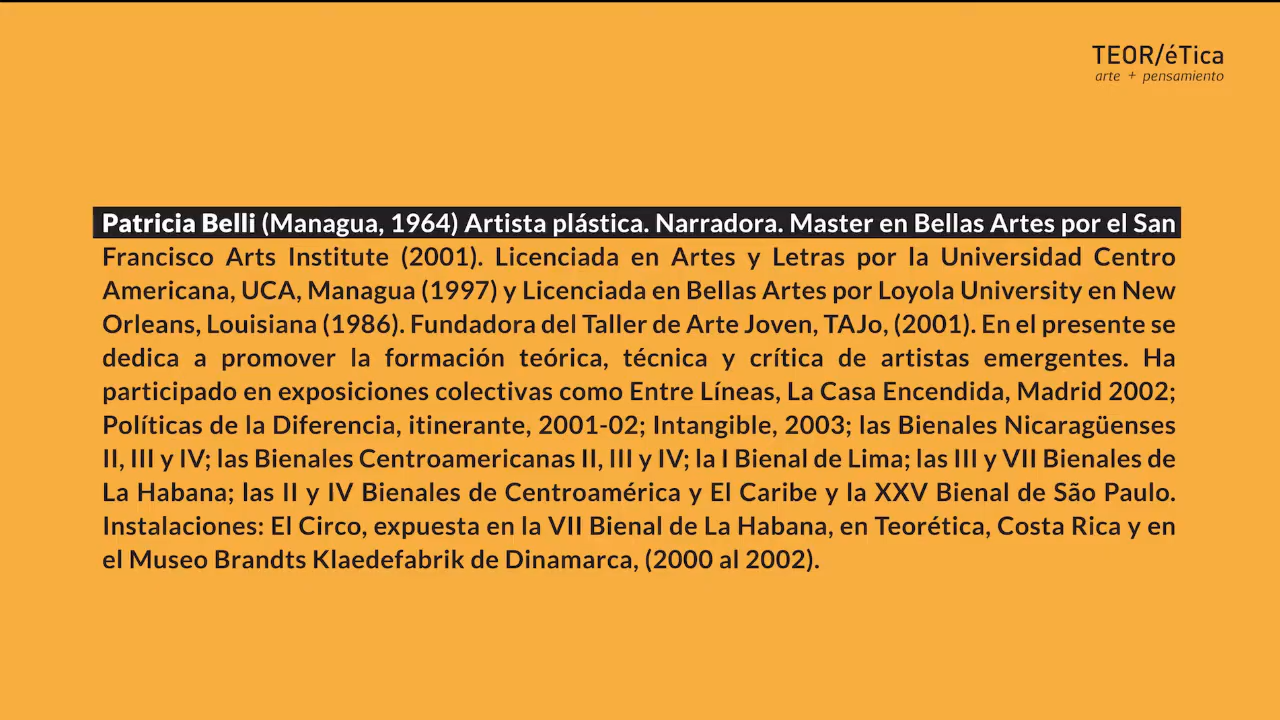 TEOR/éTica
arte + pensamiento
Patricia Belli (Managua, 1964) Artista plástica. Narradora. Master en Bellas Artes por el San
Francisco Arts Institute (2001). Licenciada en Artes y Letras por la Universidad Centro
Americana, UCA, Managua (1997) y Licenciada en Bellas Artes por Loyola University en New
Orleans, Louisiana (1986). Fundadora del Taller de Arte Joven, TAJo, (2001). En el presente se
dedica a promover la formación teórica, técnica y crítica de artistas emergentes. Ha
participado en exposiciones colectivas como Entre Líneas, La Casa Encendida, Madrid 2002;
Políticas de la Diferencia, itinerante, 2001-02; Intangible, 2003; las Bienales Nicaragüenses
II, III y IV; las Bienales Centroamericanas II, III y IV; la I Bienal de Lima; las III y VII Bienales de
La Habana; las II y IV Bienales de Centroamérica y El Caribe y la XXV Bienal de São Paulo.
Instalaciones: El Circo, expuesta en la VII Bienal de La Habana, en Teorética, Costa Rica y en
el Museo Brandts Klaedefabrik de Dinamarca, (2000 al 2002).